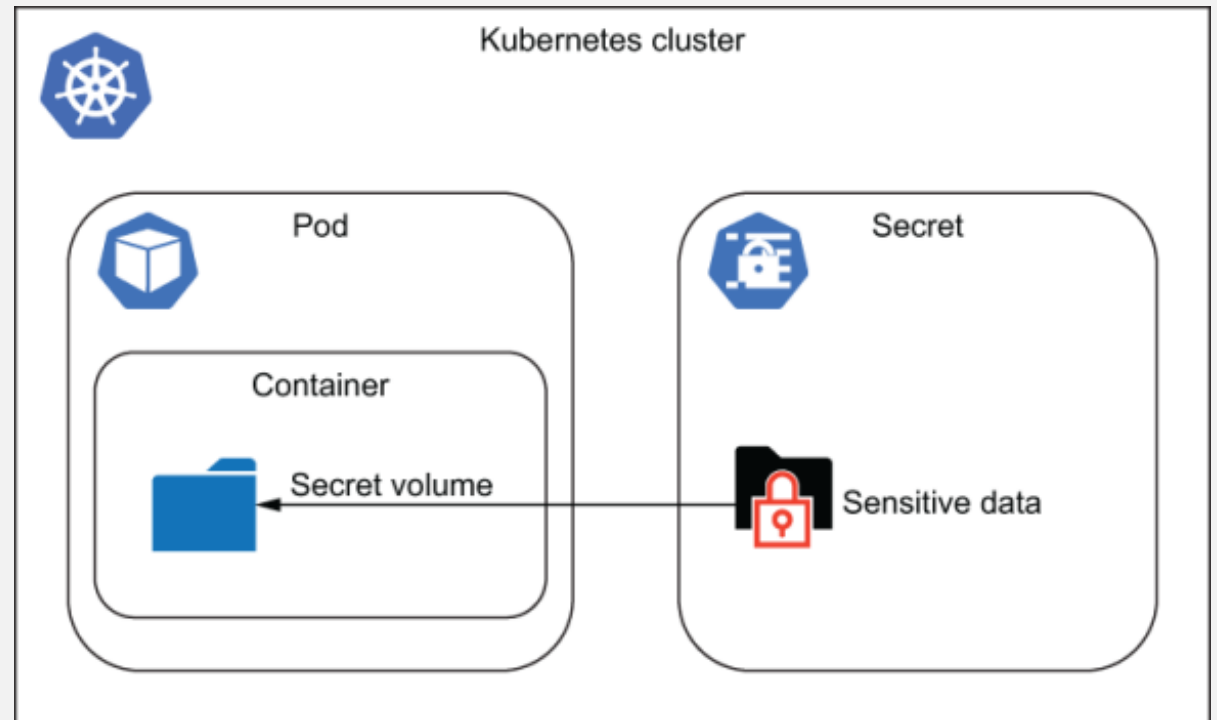 Kubernetes cluster
Pod
Secret
Container
Secret volume
Sensitive data